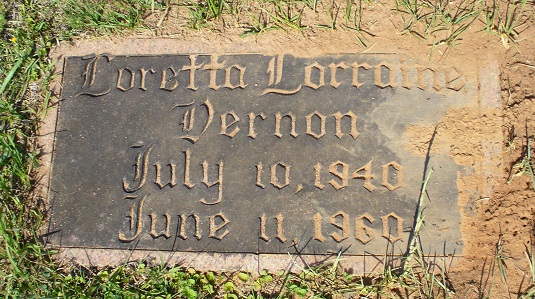 Loretta Lorraine
Vernon
July 10, 1940
June 11, 1960